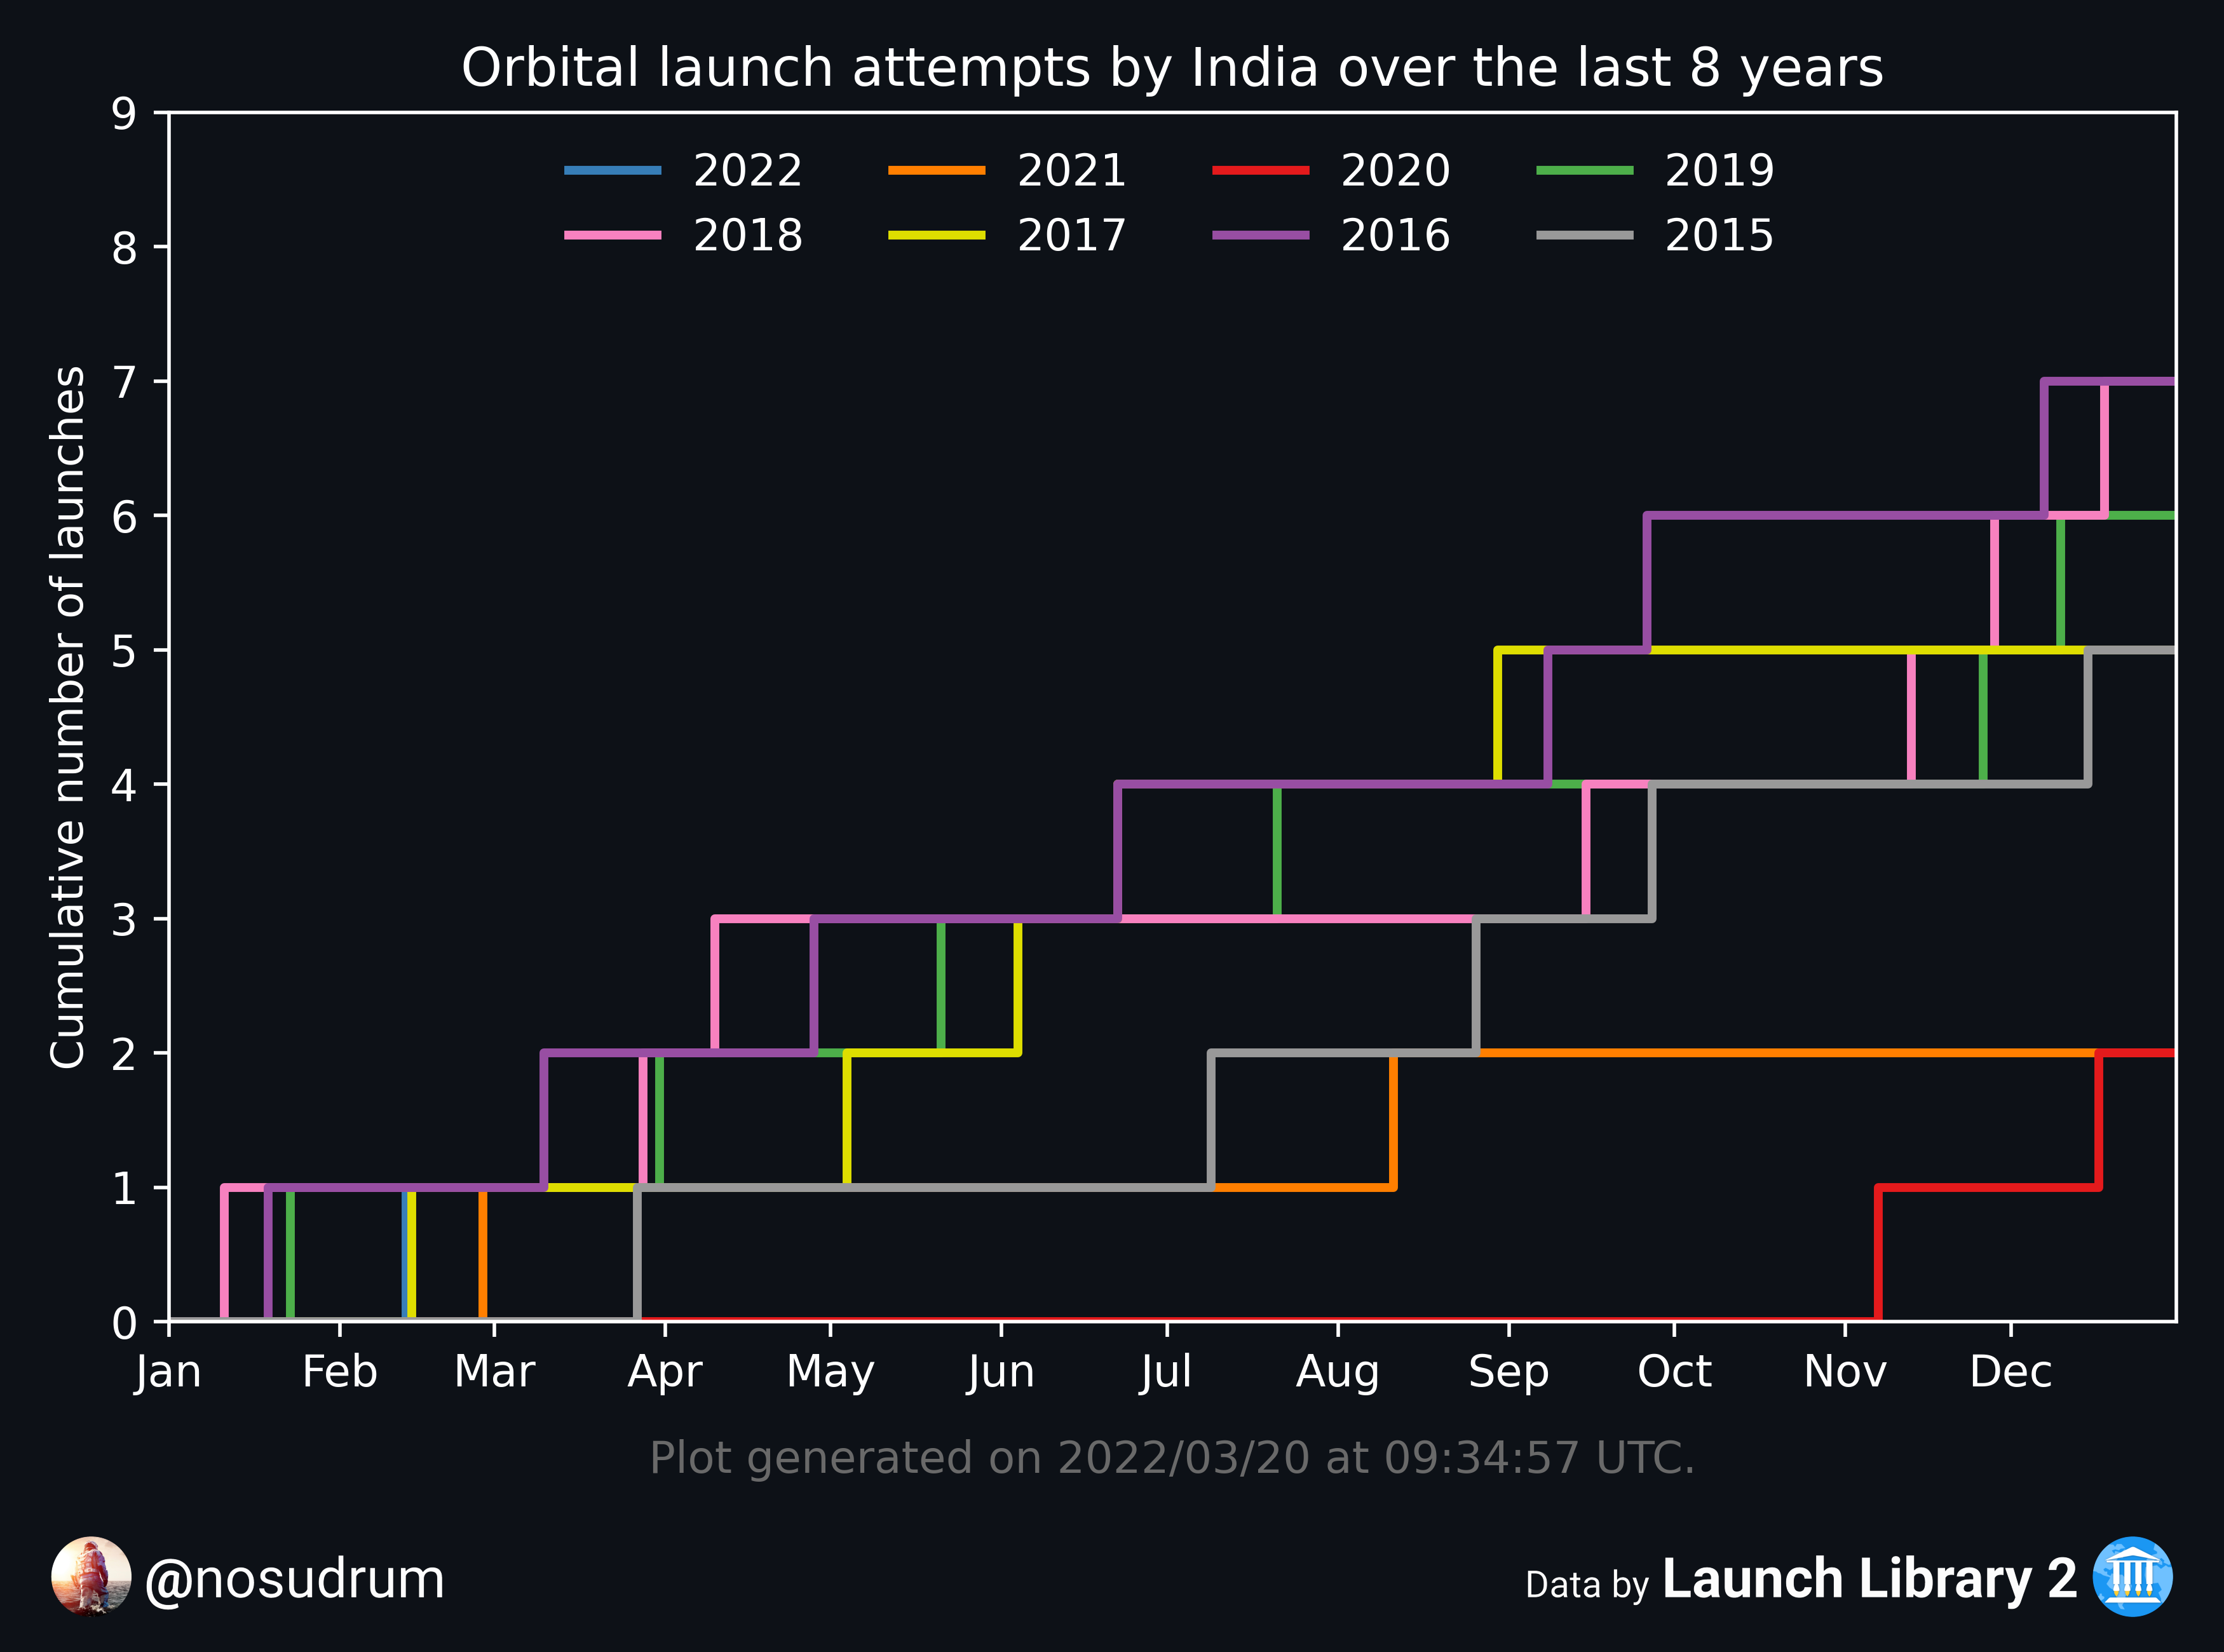 Orbital launch attempts by India over the last 8 years
9
8
7
6
5
4
3
2
1
0
Cumulative number of launches
2022 2021 2020 2019
2018 2017 2016 2015
Jan Feb Mar Apr May Jun Jul Aug Sep Oct Nov Dec
Plot generated on 2022/03/20 at 09:34:57 UTC.
@nosudrum
Data by Launch Library 2